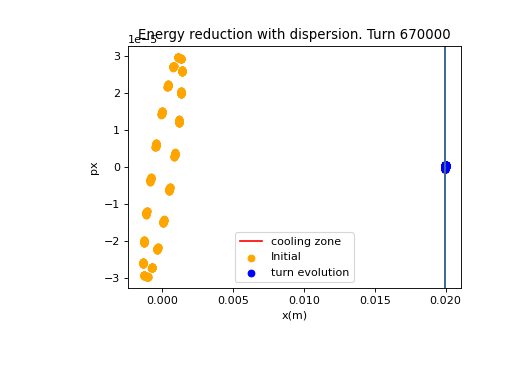 Energy reduction with dispersion. Turn 670000
1e−5
3
2
1
0
−1
−2
−3
px
cooling zone
Initial
turn evolution
0.000 0.005 0.010 0.015 0.020
x(m)